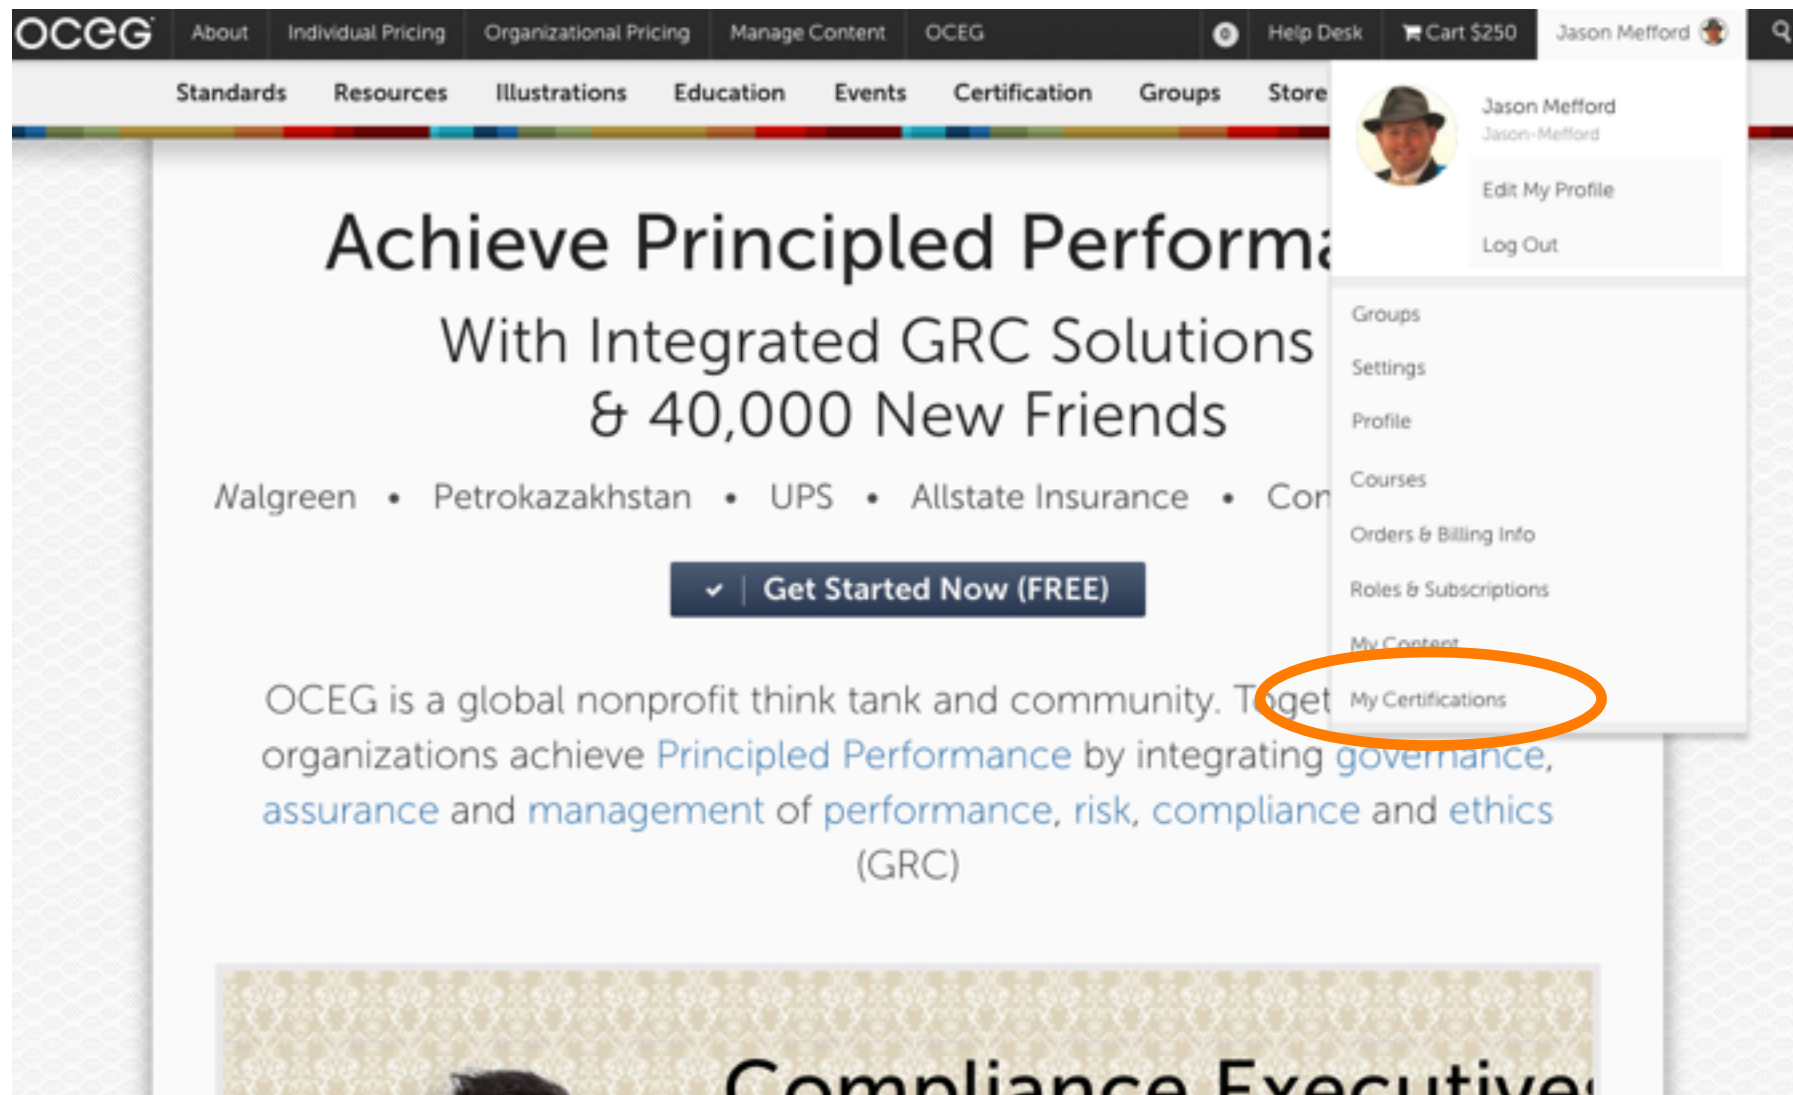 OCEG About Individual Pricing Organizational Pricing Manage Content OCEG 0 Help Desk Cart $250 Jason Mefford
Standards Resources Illustrations Education Events Certification Groups Store
Jason Mefford
Jason-Mefford
Edit My Profile
Log Out
Groups
Settings
Profile
Courses
Orders & Billing Info
Roles & Subscriptions
My Content
My Certifications
Achieve Principled Performa
With Integrated GRC Solutions
& 40,000 New Friends
Walgreen • Petrokazakhstan • UPS • Allstate Insurance • Con
Get Started Now (FREE)
OCEG is a global nonprofit think tank and community. Toget
organizations achieve Principled Performance by integrating governance,
assurance and management of performance, risk, compliance and ethics
(GRC)
Compliance Executives